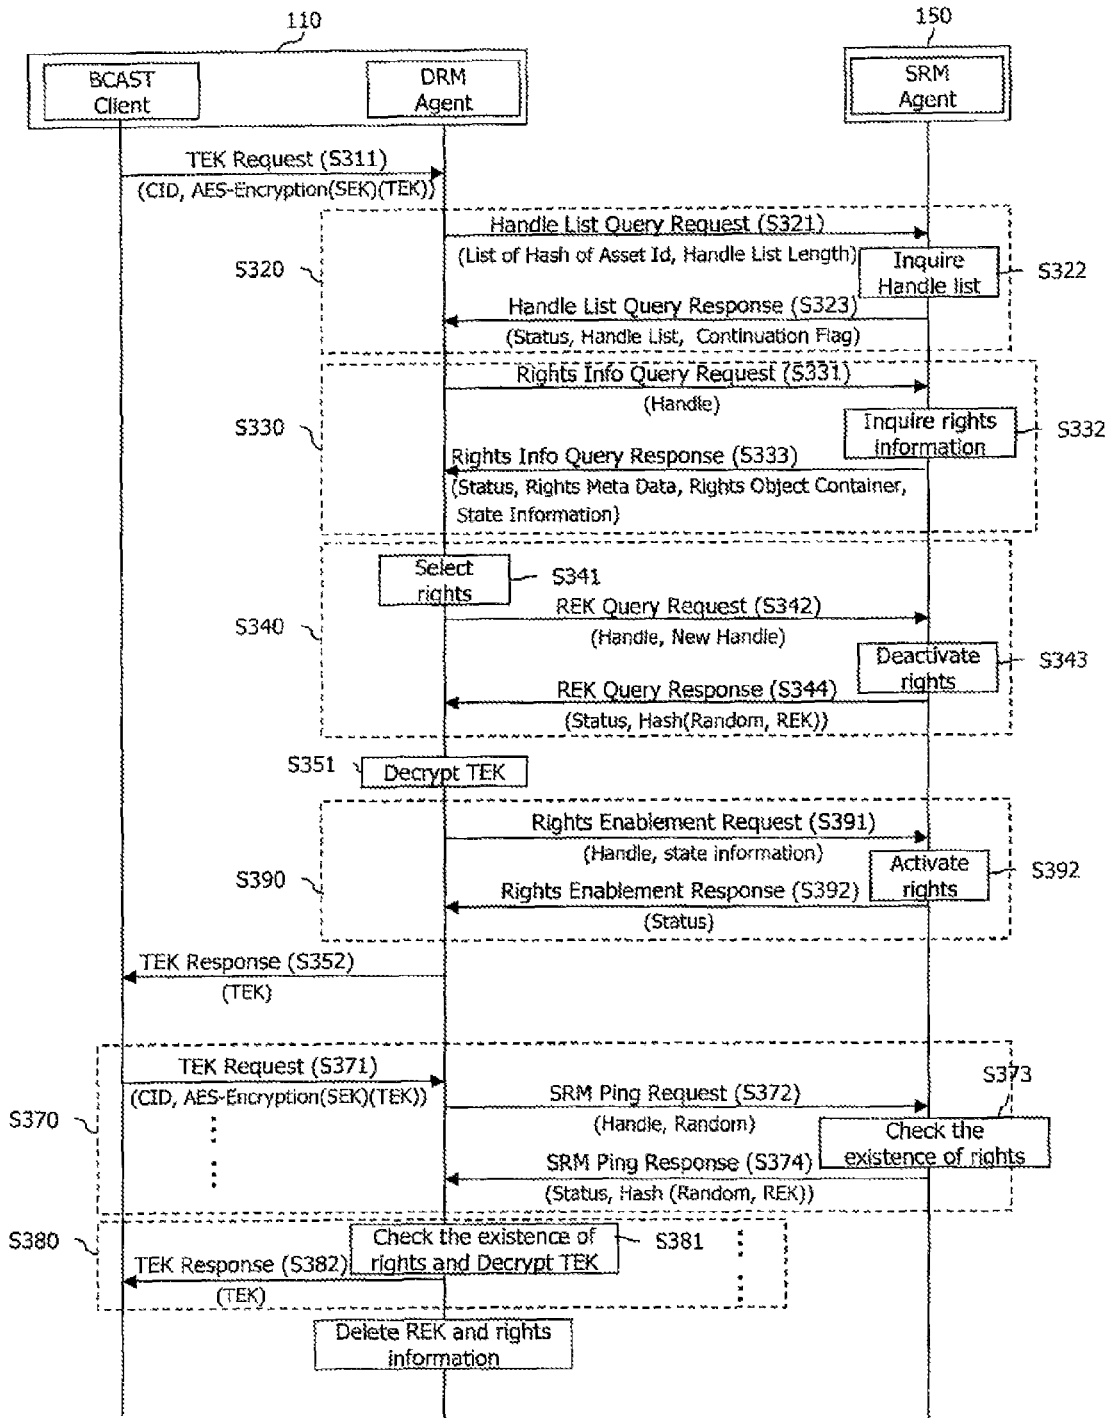 110
150
BCAST
Client
DRM
Agent
SRM
Agent
TEK Request (S311)
(CID, AES-Encryption(SEK)(TEK))
Handle List Query Request (S321)
(List of Hash of Asset Id, Handle List Length)
S320
Inquire
Handle list
S322
Handle List Query Response (S323)
(Status, Handle List, Continuation Flag)
Rights Info Query Request (S331)
(Handle)
S330
Inquire rights
information
S332
Rights Info Query Response (S333)
(Status, Rights Meta Data, Rights Object Container,
State Information)
Select
rights
S341
REK Query Request (S342)
(Handle, New Handle)
S340
Deactivate
rights
S343
REK Query Response (S344)
(Status, Hash(Random, REK))
S351
Decrypt TEK
Rights Enablement Request (S391)
(Handle, state information)
S390
Activate
rights
S392
Rights Enablement Response (S392)
(Status)
TEK Response (S352)
(TEK)
TEK Request (S371)
(CID, AES-Encryption(SEK)(TEK))
S373
SRM Ping Request (S372)
(Handle, Random)
S370
Check the
existence of rights
SRM Ping Response (S374)
(Status, Hash (Random, REK))
S380
Check the existence of
rights and Decrypt TEK
S381
TEK Response (S382)
(TEK)
Delete REK and rights
information